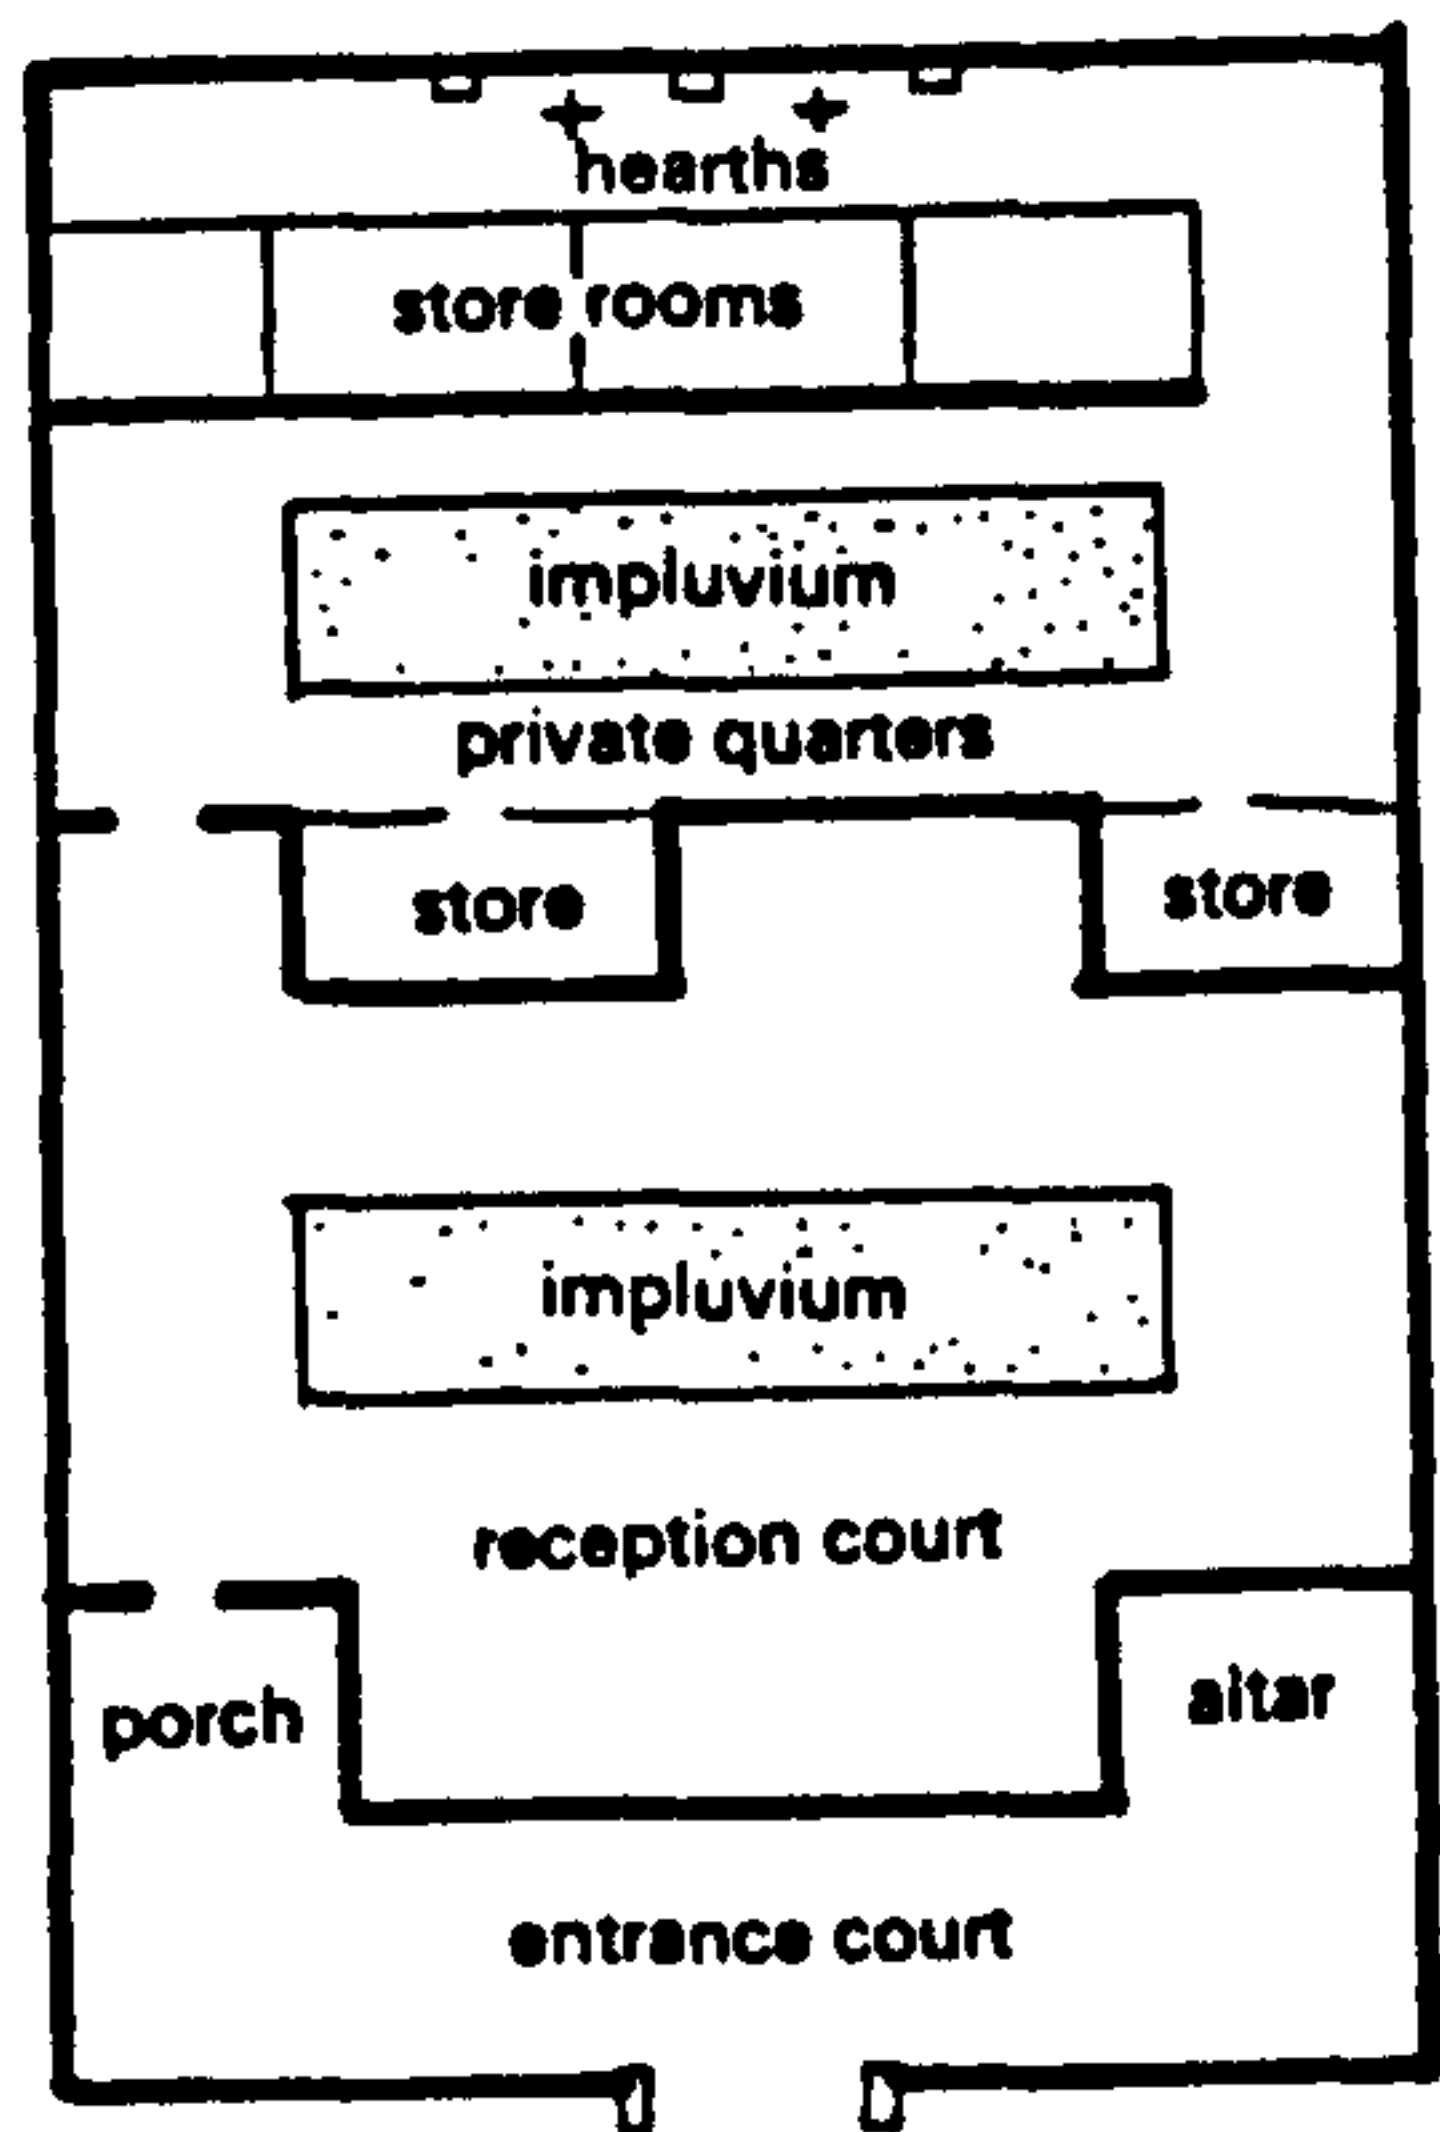 hearths
store rooms
impluvium
private quarters
store
store
impluvium
reception court
porch
altar
entrance court